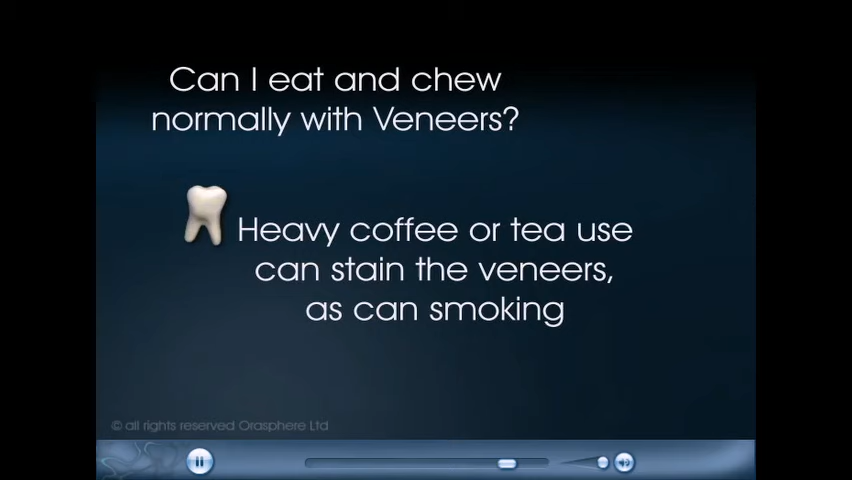 Can I eat and chew
normally with Veneers?
Heavy coffee or tea use
can stain the veneers,
as can smoking
© all rights reserved Orasphere Ltd